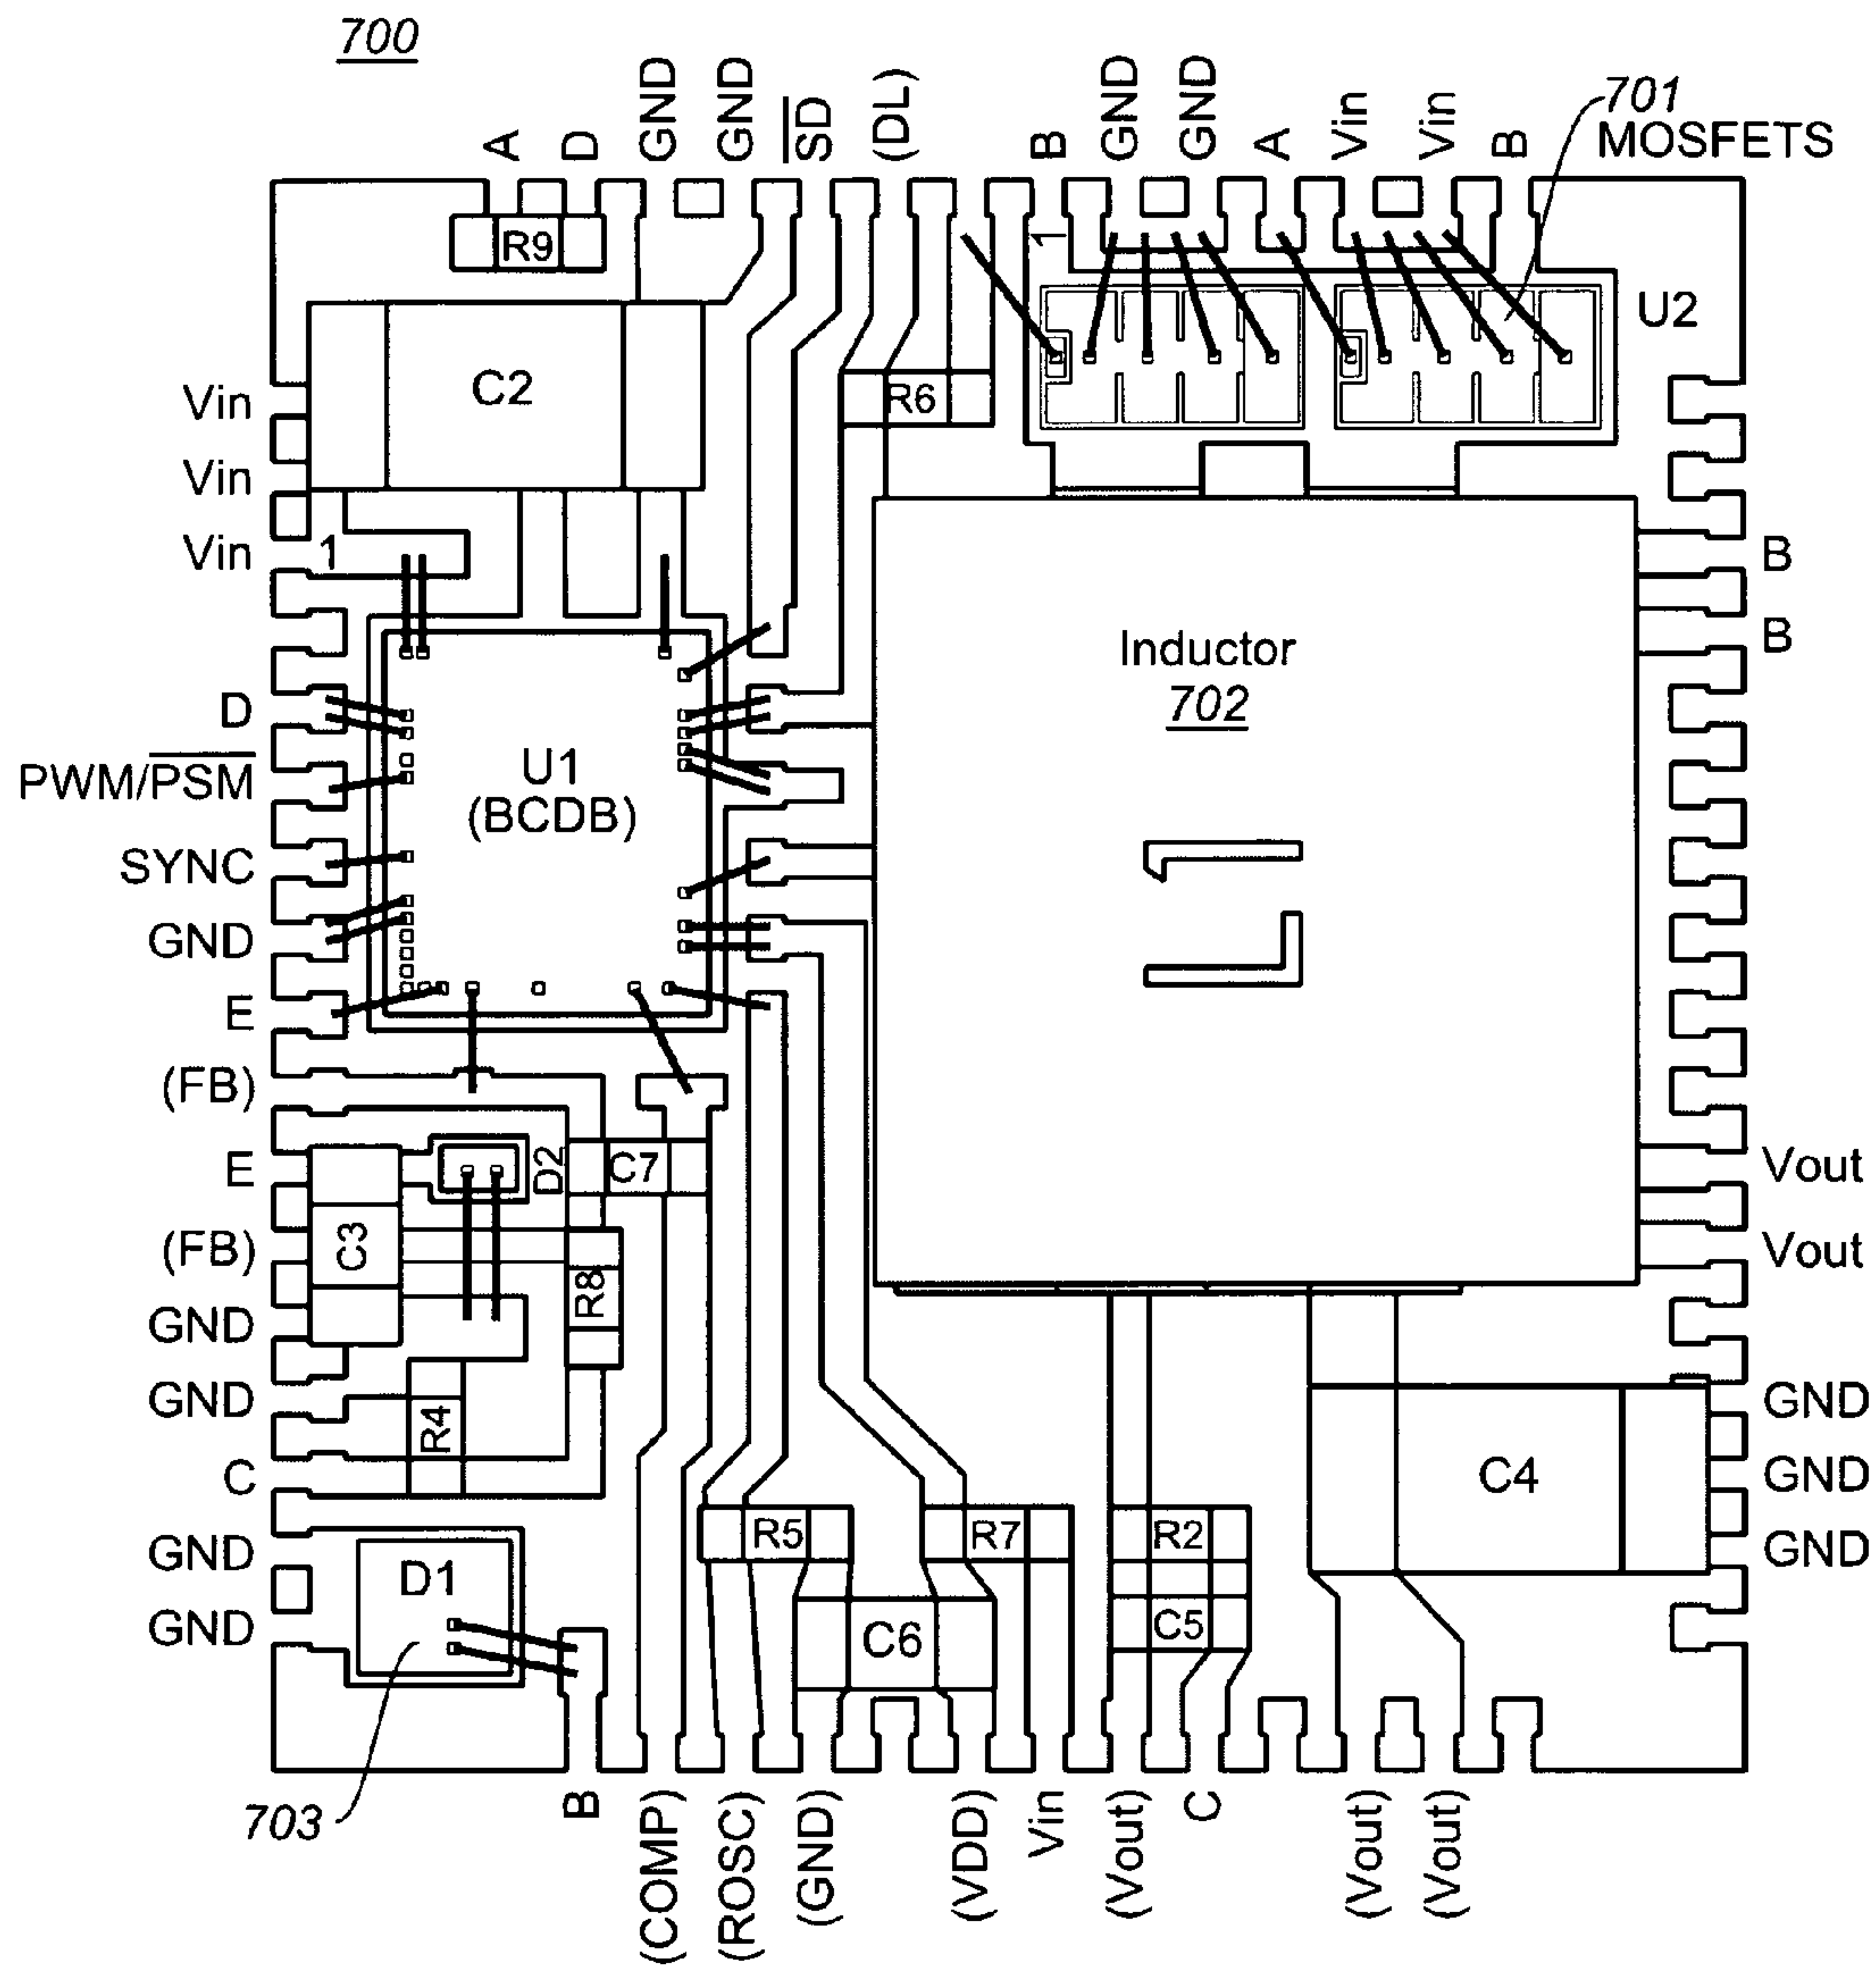 700
A
D
GND
GND
SD
(DL)
B
GND
GND
A
Vin
Vin
B
701
MOSFETS
R9
1
U2
C2
R6
Vin
Vin
Vin
1
B
B
Inductor
702
D
PWM/PSM
U1
(BCDB)
SYNC
GND
L1
E
(FB)
E
D2
C7
Vout
(FB)
C3
Vout
R8
GND
GND
GND
R4
C
C4
GND
GND
R5
R7
R2
GND
D1
GND
C6
C5
703
B
(COMP)
(ROSC)
(GND)
(VDD)
Vin
(Vout)
C
(Vout)
(Vout)